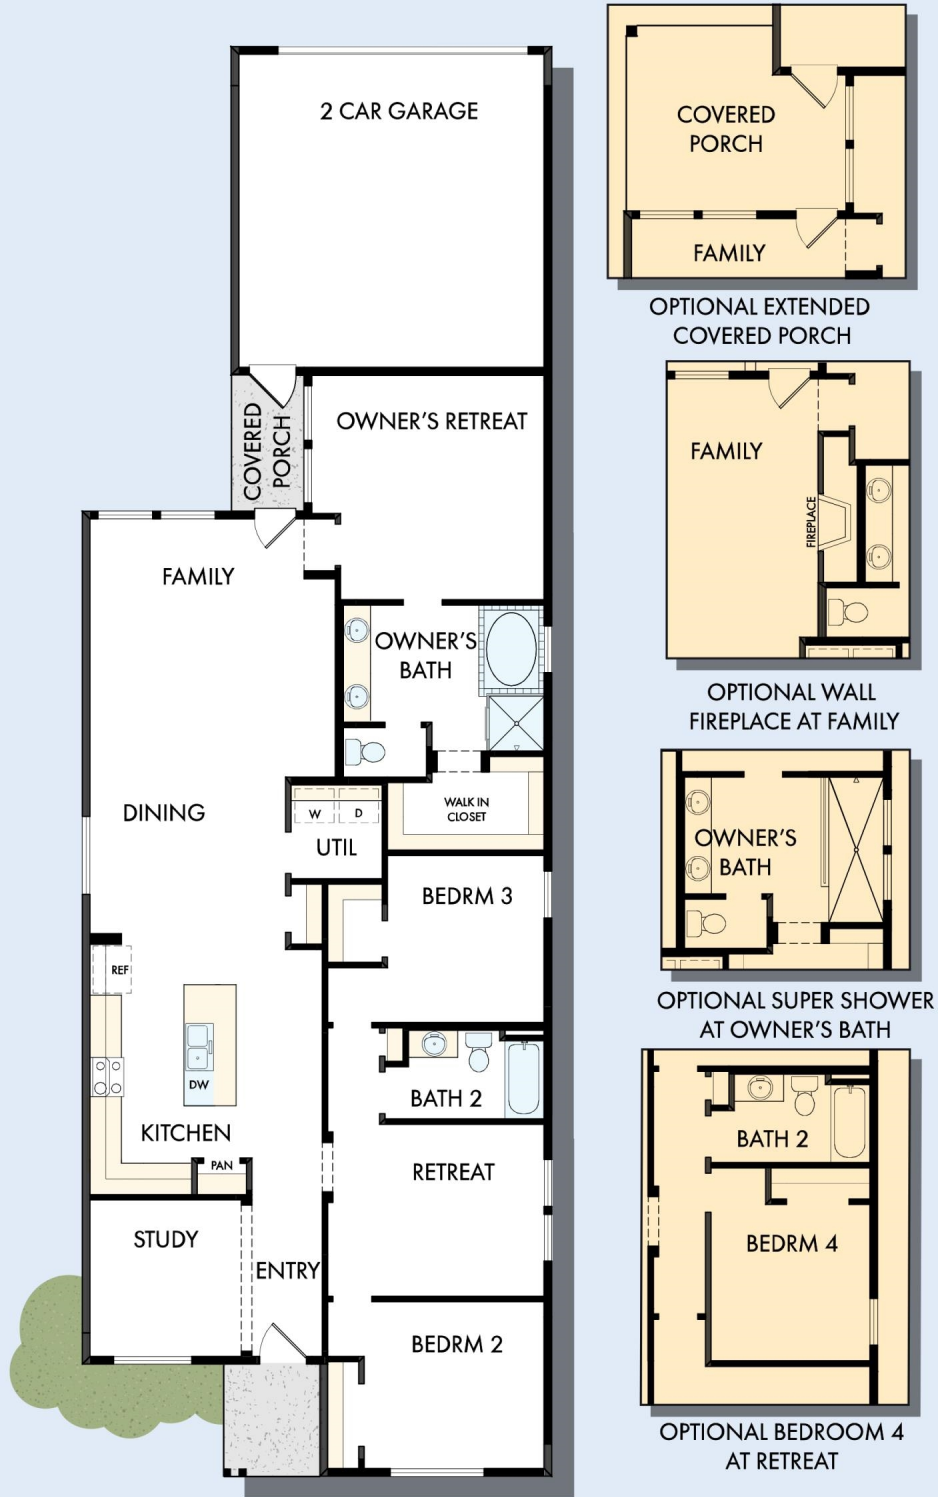 2 CAR GARAGE
COVERED
PORCH
OWNER'S RETREAT
FAMILY
OWNER'S
BATH
WALK IN
CLOSET
W
D
UTIL
DINING
BEDRM 3
REF
DW
BATH 2
KITCHEN
PAN
RETREAT
STUDY
ENTRY
BEDRM 2
COVERED
PORCH
FAMILY
OPTIONAL EXTENDED
COVERED PORCH
FAMILY
FIREPLACE
OPTIONAL WALL
FIREPLACE AT FAMILY
OWNER'S
BATH
OPTIONAL SUPER SHOWER
AT OWNER'S BATH
BATH 2
BEDRM 4
OPTIONAL BEDROOM 4
AT RETREAT